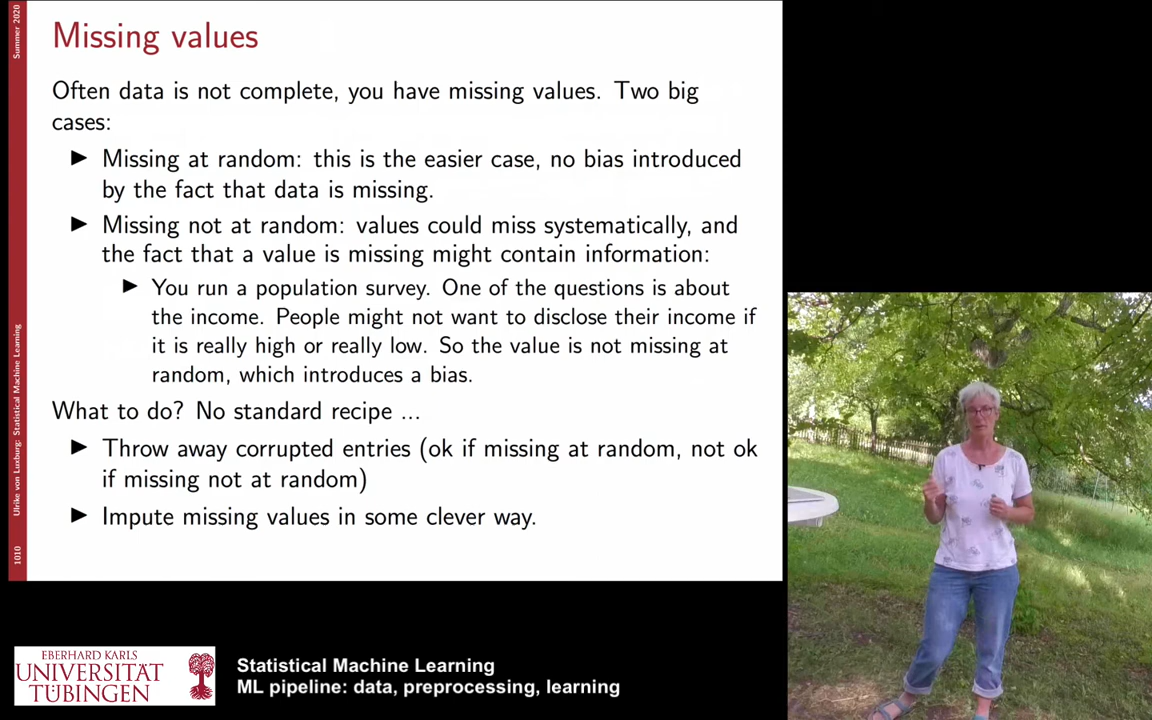 Summer 2020
Missing values
Often data is not complete, you have missing values. Two big
cases:
▶ Missing at random: this is the easier case, no bias introduced
by the fact that data is missing.
▶ Missing not at random: values could miss systematically, and
the fact that a value is missing might contain information:
▶ You run a population survey. One of the questions is about
the income. People might not want to disclose their income if
it is really high or really low. So the value is not missing at
random, which introduces a bias.
What to do? No standard recipe ...
▶ Throw away corrupted entries (ok if missing at random, not ok
if missing not at random)
▶ Impute missing values in some clever way.
Ulrike von Luxburg: Statistical Machine Learning
1010
EBERHARD KARLS
UNIVERSITÄT
TÜBINGEN
Statistical Machine Learning
ML pipeline: data, preprocessing, learning